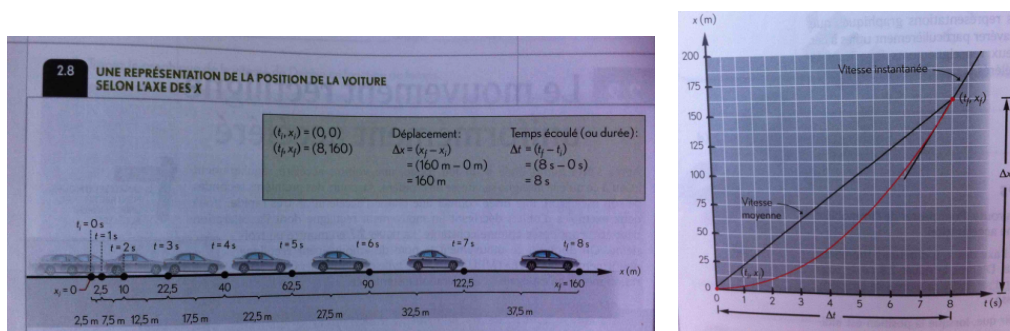 2.8
UNE REPRÉSENTATION DE LA POSITION DE LA VOITURE
SELON L'AXE DES X
(tᵢ, xᵢ) = (0, 0)
(t_f, x_f) = (8, 160)
Déplacement:
Δx = (x_f − xᵢ)
= (160 m − 0 m)
= 160 m
Temps écoulé (ou durée):
Δt = (t_f − tᵢ)
= (8 s − 0 s)
= 8 s
tᵢ = 0 s
t = 1 s
t = 2 s
t = 3 s
t = 4 s
t = 5 s
t = 6 s
t = 7 s
t_f = 8 s
x (m)
xᵢ = 0
2,5
10
22,5
40
62,5
90
122,5
x_f = 160
2,5 m
7,5 m
12,5 m
17,5 m
22,5 m
27,5 m
32,5 m
37,5 m
représentations graphiques
particulièrement
x (m)
200
175
150
125
100
75
50
25
0
Vitesse instantanée
(t_f, x_f)
Vitesse
moyenne
(tᵢ, xᵢ)
Δx
0 1 2 3 4 5 6 7 8 t (s)
Δt